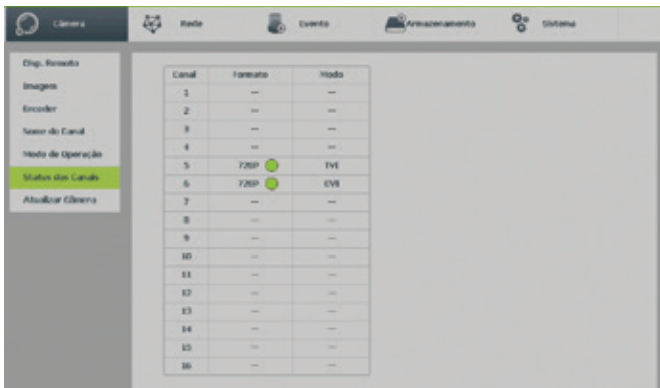 Câmera Rede Evento Armazenamento Sistema
Disp. Remoto
Imagem
Encoder
Nome do Canal
Modo de Operação
Status dos Canais
Atualizar Câmera
Canal Formato Modo
1 -- --
2 -- --
3 -- --
4 -- --
5 720P TVI
6 720P CVI
7 -- --
8 -- --
9 -- --
10 -- --
11 -- --
12 -- --
13 -- --
14 -- --
15 -- --
16 -- --